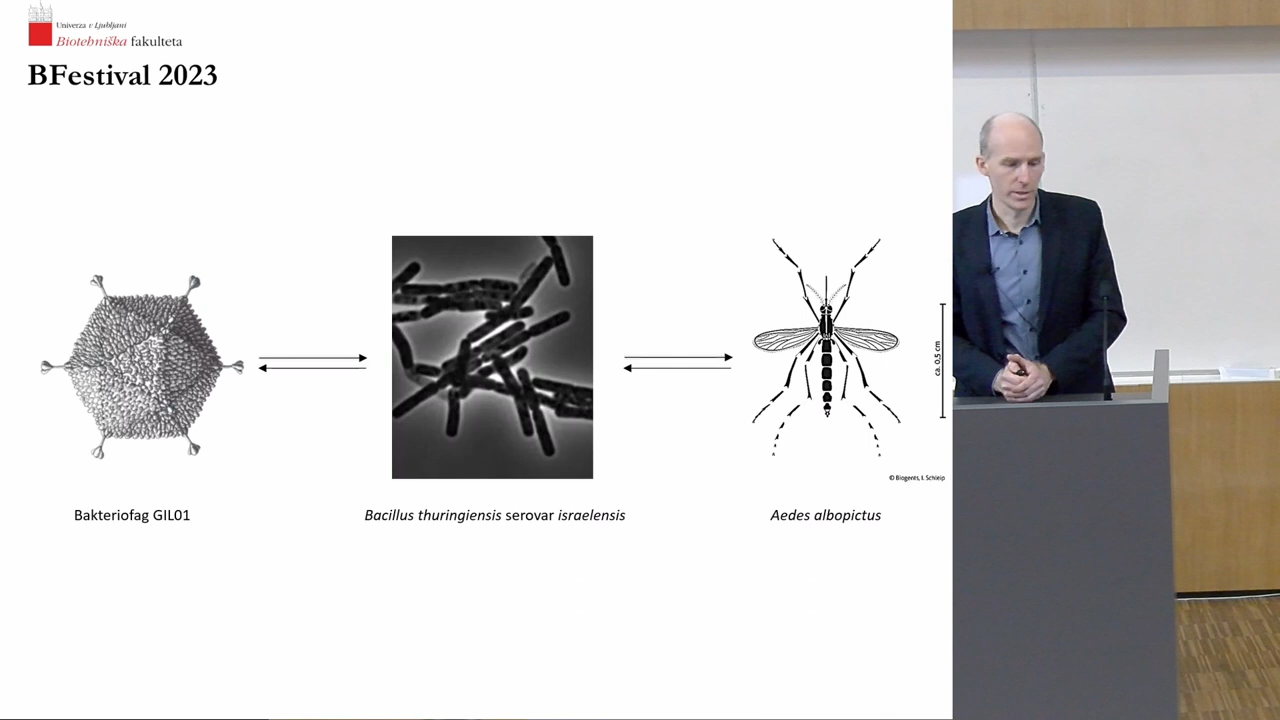 Univerza v Ljubljani
Biotehniška fakulteta
BFestival 2023
ca. 0,5 cm
© Biogents, I. Schleip
Bakteriofag GIL01
Bacillus thuringiensis serovar israelensis
Aedes albopictus